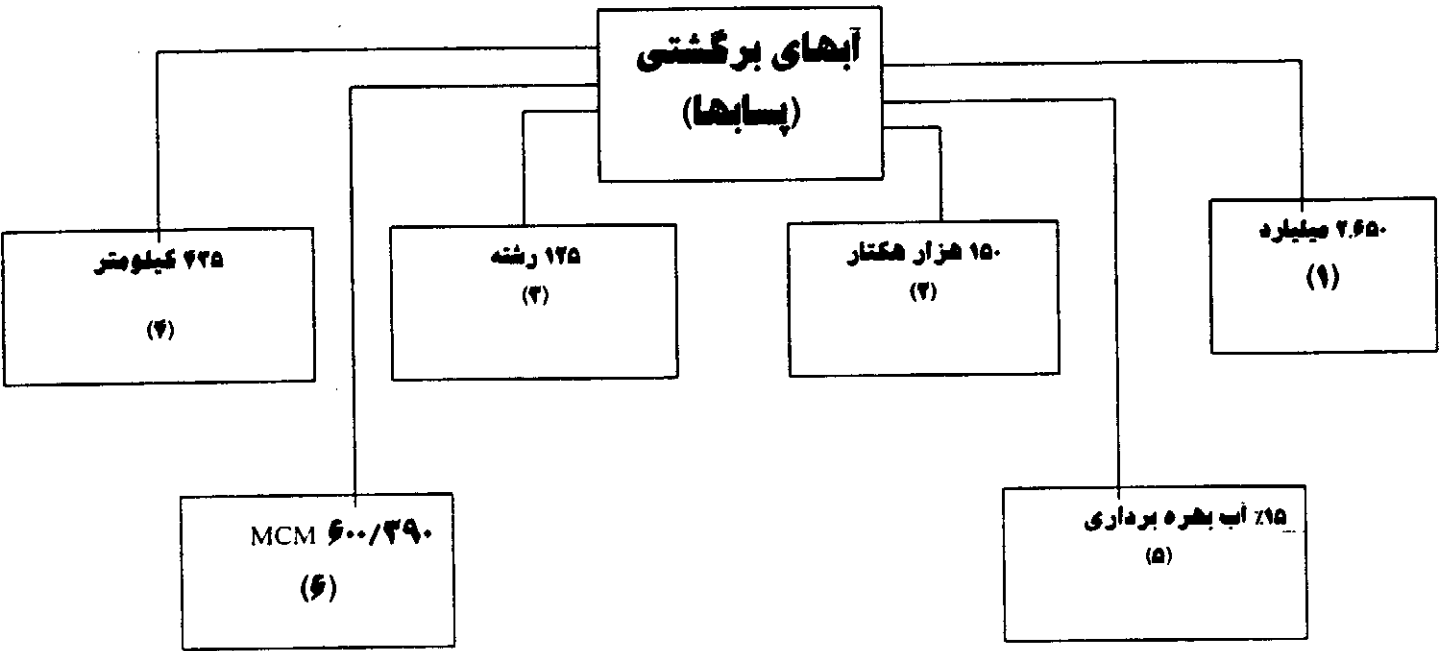 آبهای برگشتی
(پسابها)
۲.۶۵۰ میلیارد
(۱)
۱۵۰ هزار هکتار
(۲)
۱۲۵ رشته
(۳)
۶۲۵ کیلومتر
(۴)
٪۱۵ آب بهره برداری
(۵)
MCM ۶۰۰/۳۹۰
(۶)